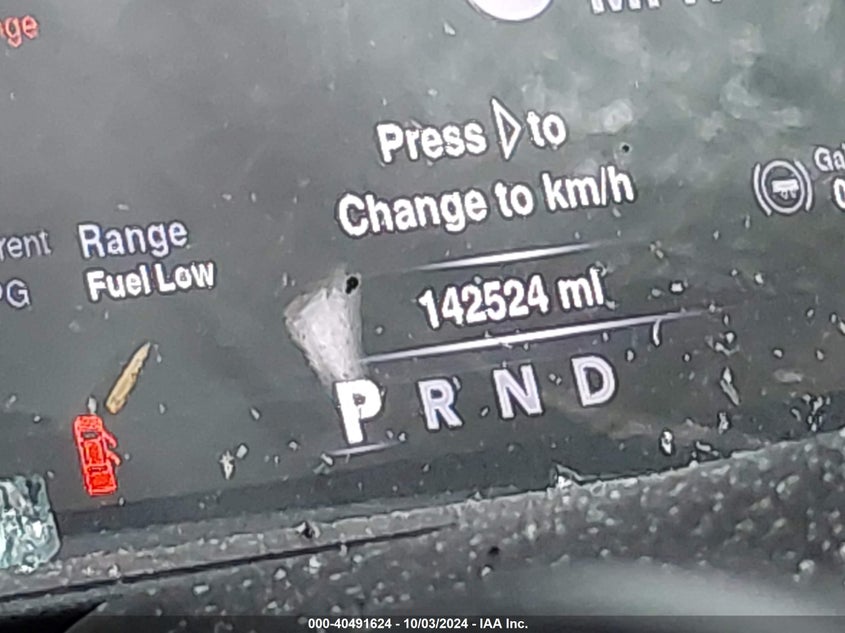 Press ▷ to
Change to km/h
Range
Fuel Low
142524 mi
P R N D
000-40491624 - 10/03/2024 - IAA Inc.